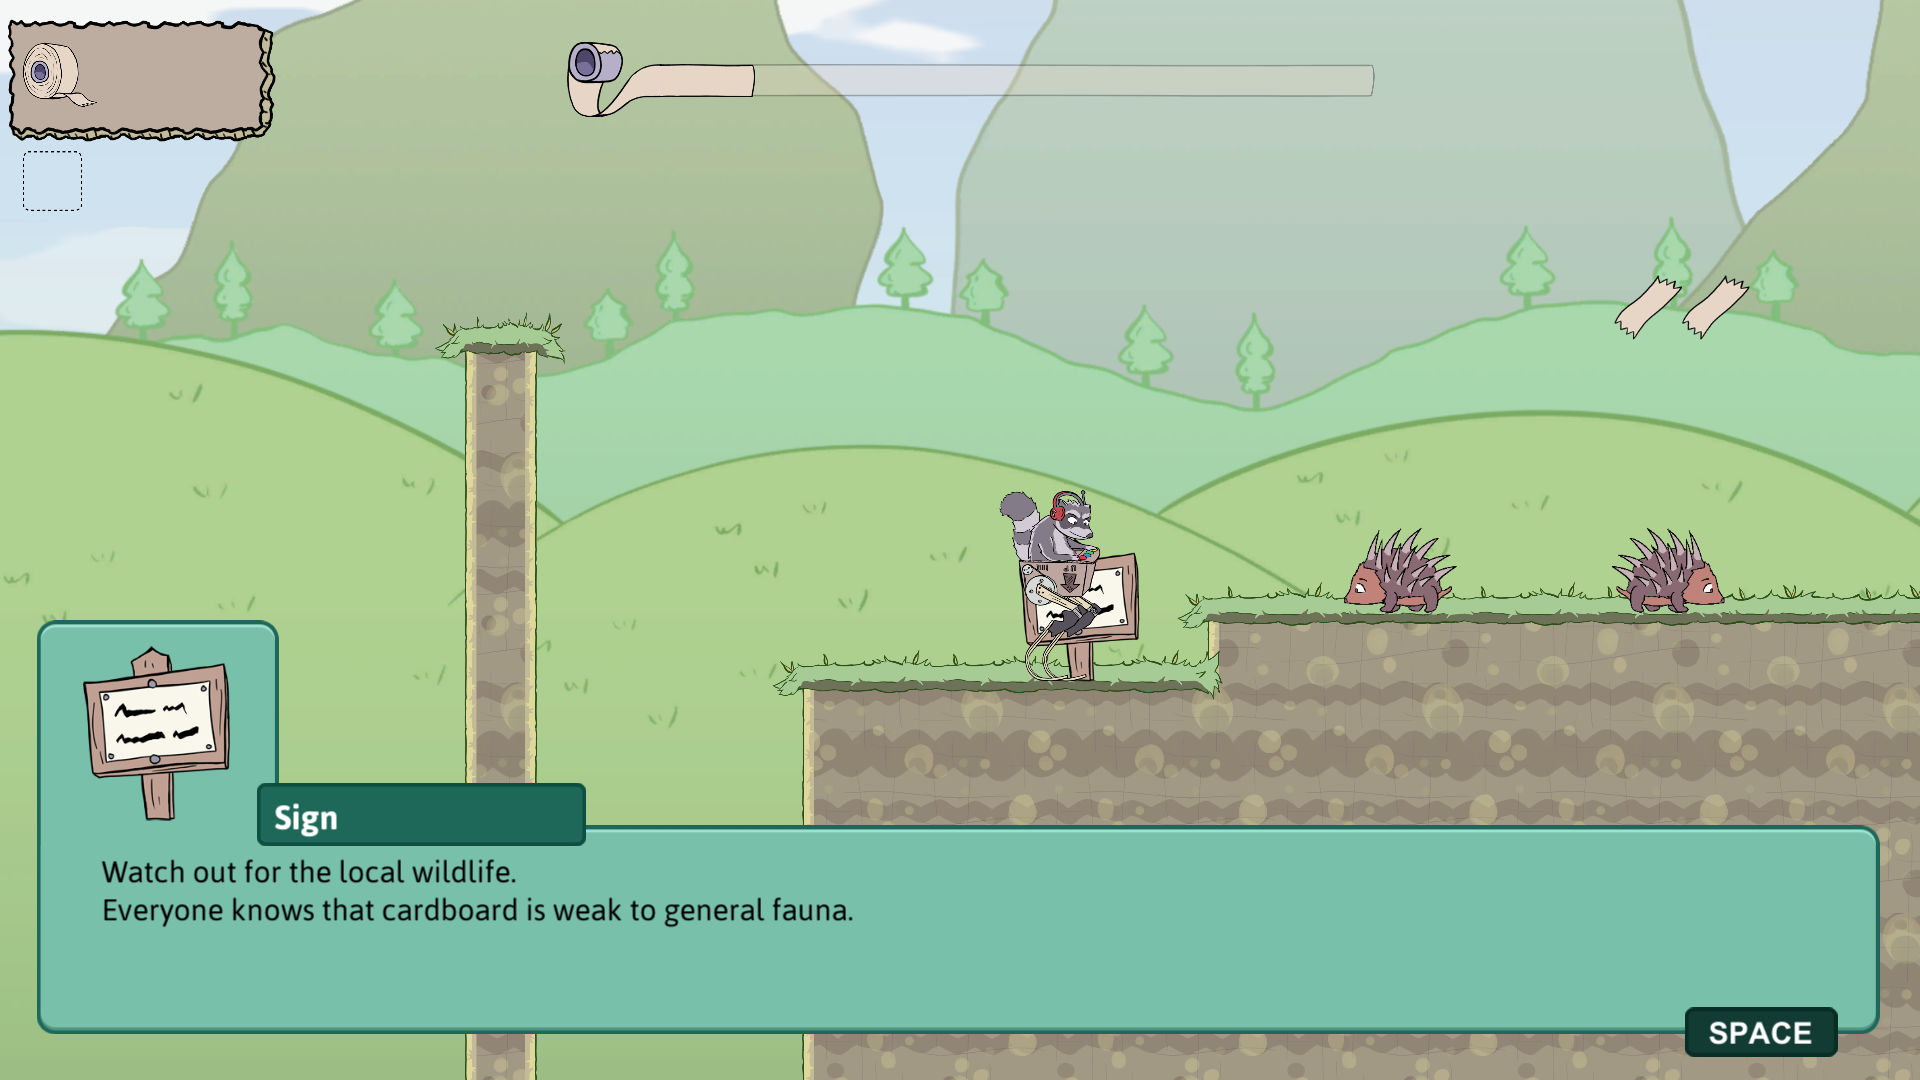 Sign
Watch out for the local wildlife.
Everyone knows that cardboard is weak to general fauna.
SPACE